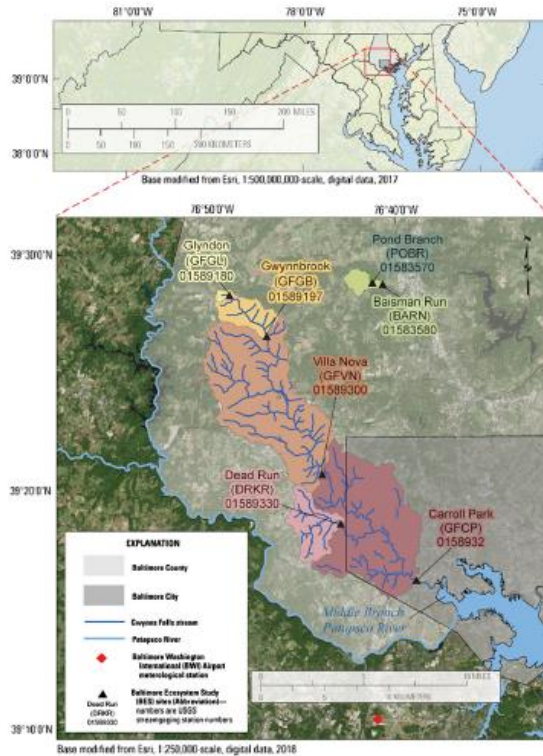 81°0'0"W 78°0'0"W 75°0'0"W
39°0'0"N
38°0'0"N
0 50 100 150 200 MILES
0 50 100 150 200 KILOMETERS
Base modified from Esri, 1:500,000,000-scale, digital data, 2017
76°50'0"W 76°40'0"W
39°30'0"N
Glyndon
(GFGL)
01589180
Gwynnbrook
(GFGB)
01589197
Pond Branch
(POBR)
01583570
Baisman Run
(BARN)
01583580
Villa Nova
(GFVN)
01589300
39°20'0"N
Dead Run
(DRKR)
01589330
Carroll Park
(GFCP)
0158932
Middle Branch
Patapsco River
EXPLANATION
Baltimore County
Baltimore City
Gwynns Falls stream
Patapsco River
Baltimore Washington
International (BWI) Airport
meterological station
Dead Run
(DRKR)
01589330
Baltimore Ecosystem Study
(BES) sites (Abbreviation)—
numbers are USGS
streamgaging station numbers
39°10'0"N
Base modified from Esri, 1:250,000-scale, digital data, 2018